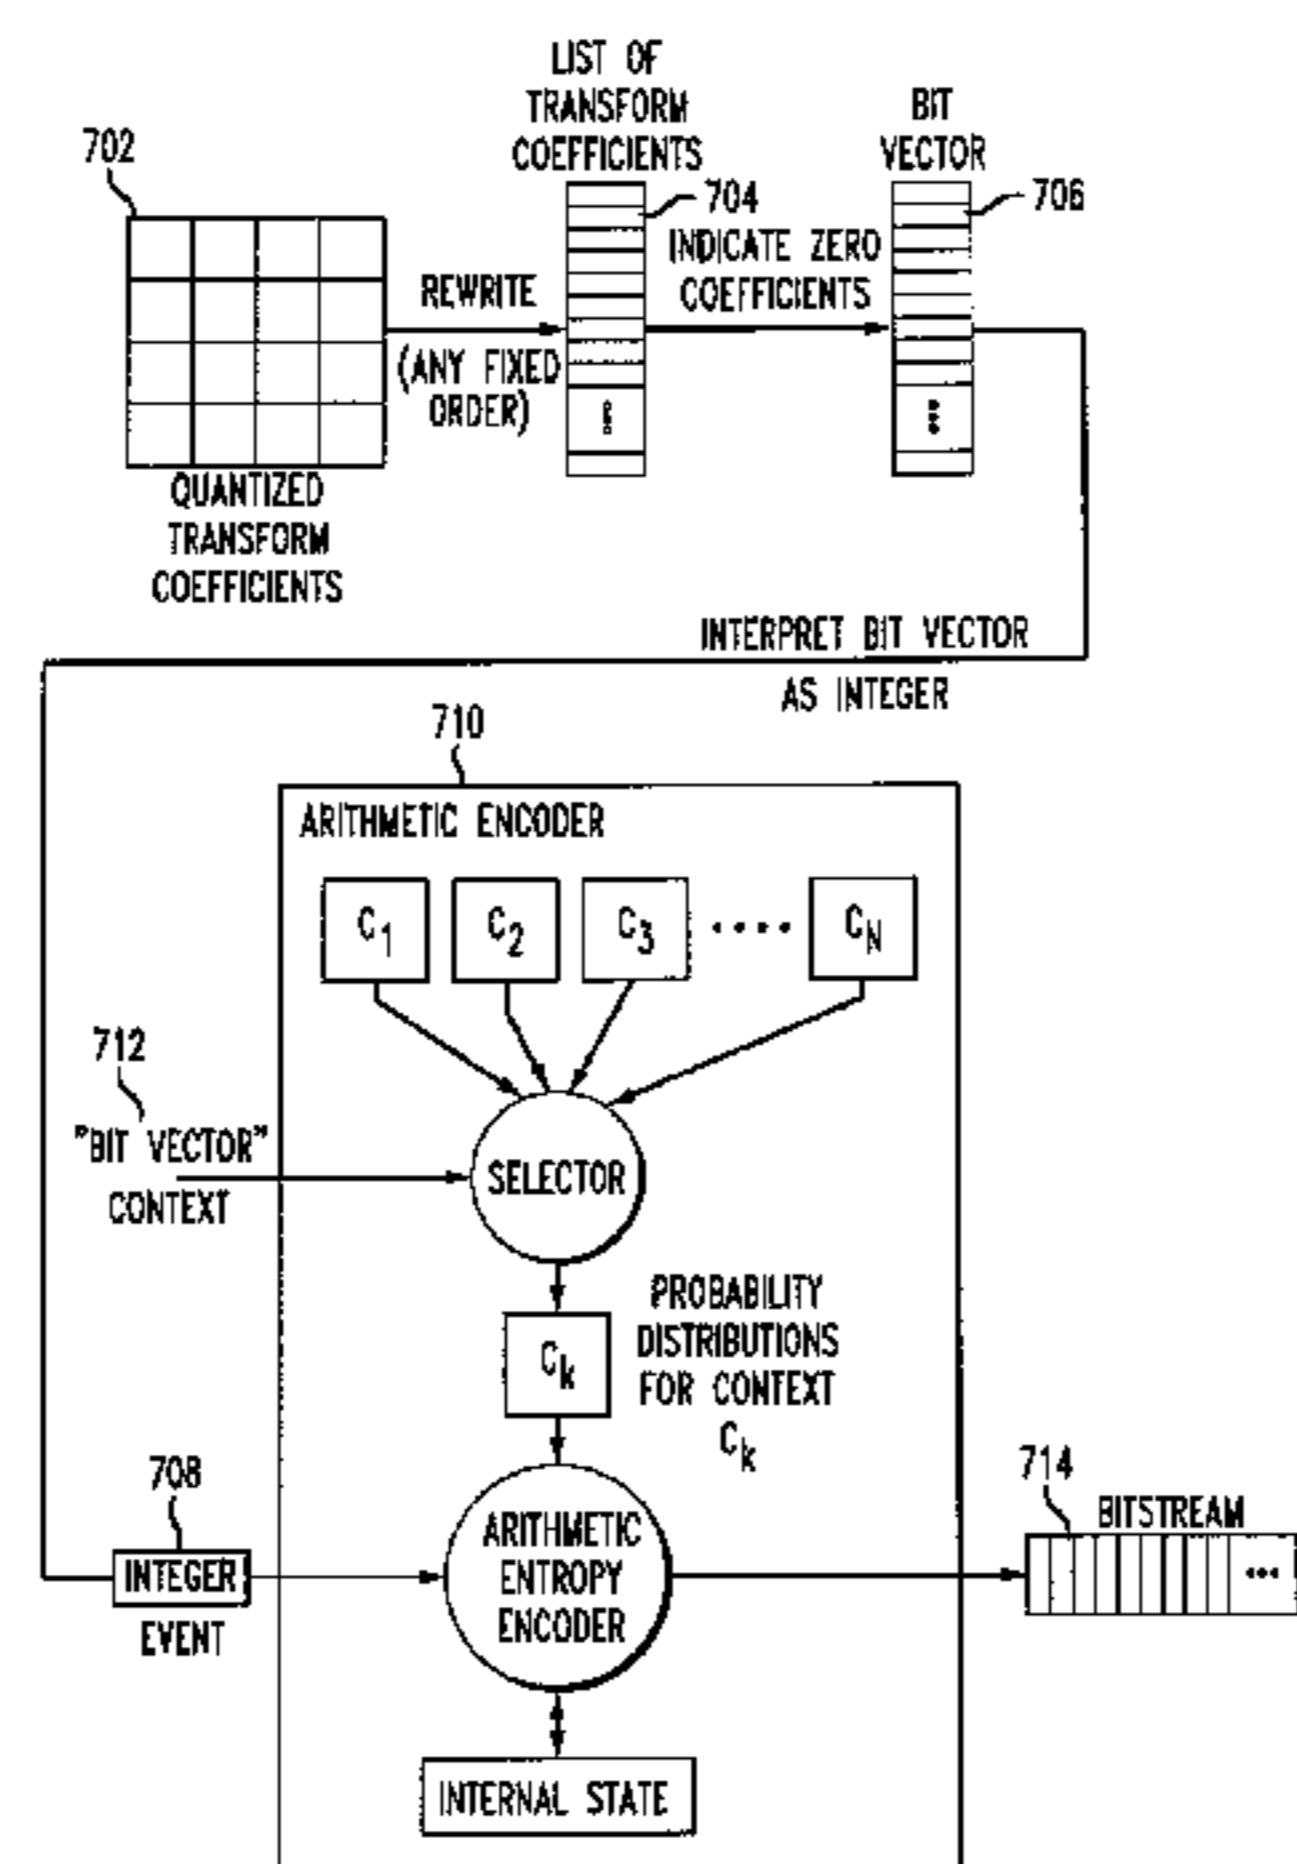 702
LIST OF
TRANSFORM
COEFFICIENTS
BIT
VECTOR
704
706
REWRITE
(ANY FIXED
ORDER)
INDICATE ZERO
COEFFICIENTS
QUANTIZED
TRANSFORM
COEFFICIENTS
INTERPRET BIT VECTOR
AS INTEGER
710
ARITHMETIC ENCODER
C1 C2 C3 •••• CN
712
"BIT VECTOR"
CONTEXT
SELECTOR
Ck
PROBABILITY
DISTRIBUTIONS
FOR CONTEXT
Ck
708
INTEGER
EVENT
ARITHMETIC
ENTROPY
ENCODER
714
BITSTREAM
•••
INTERNAL STATE